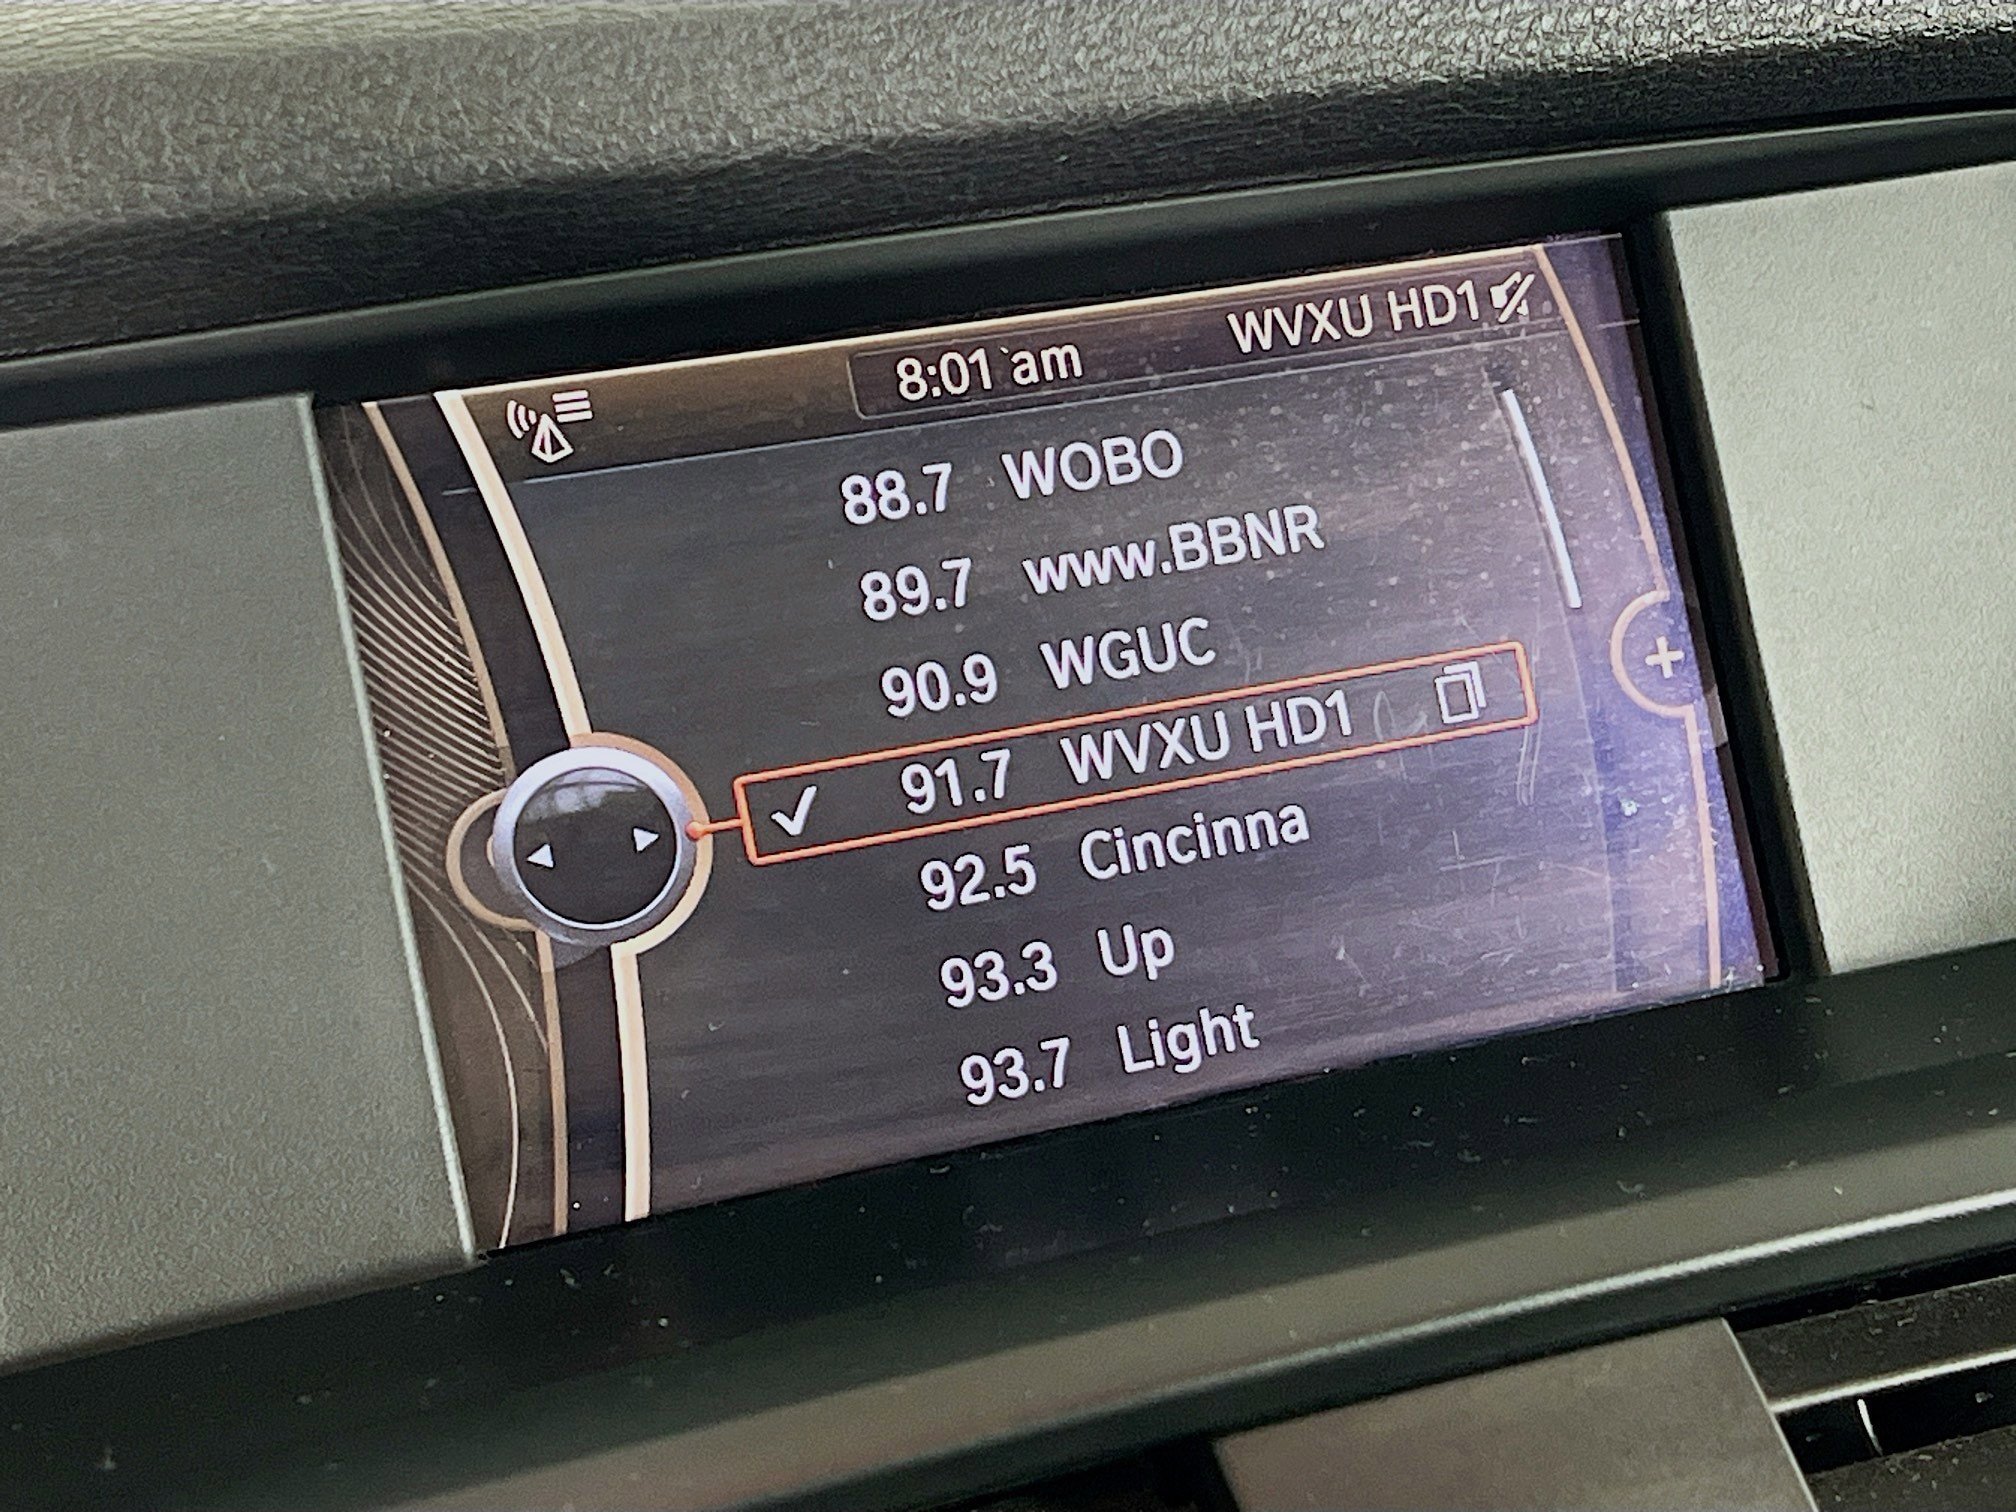 8:01 am
WVXU HD1
88.7 WOBO
89.7 www.BBNR
90.9 WGUC
91.7 WVXU HD1
92.5 Cincinna
93.3 Up
93.7 Light